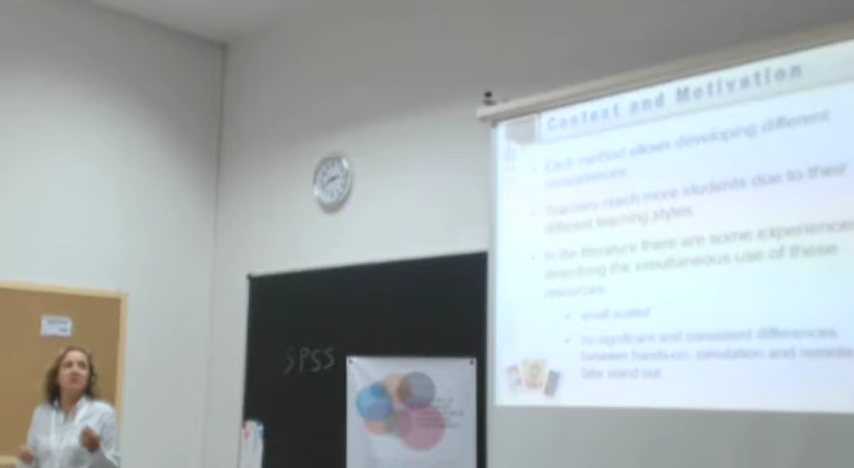 Context and Motivation
Each method allows developing different
competences
Teachers reach more students due to their
different learning styles
In the literature there are some experiences
describing the simultaneous use of these
resources:
small scaled
no significant and consistent differences
between hands-on, simulation and remote
labs stand out
SPSS